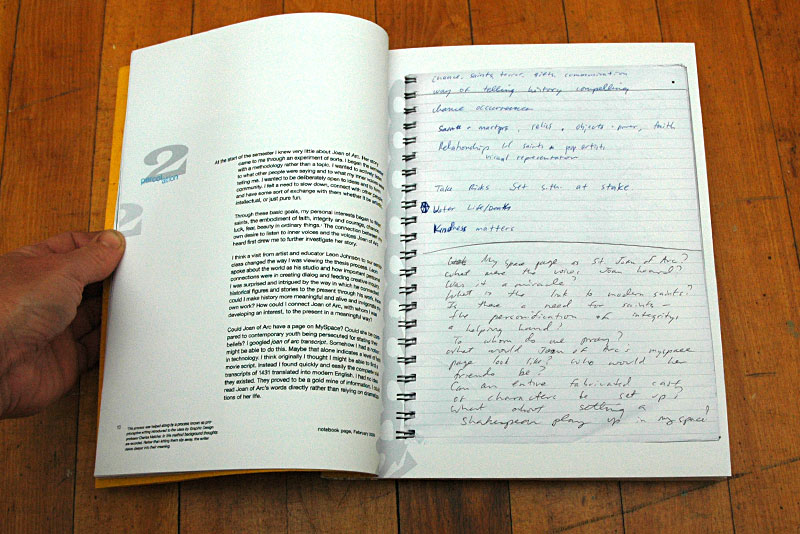 2
perception
action
2
At the start of the semester I knew very little about Joan of Arc. Her story
came to me through an experiment of sorts. I began the semester
with a methodology rather than a topic. I wanted to actively listen
to what other people were saying and to what my inner voices were
telling me. I wanted to be deliberately open to ideas and to
community. I felt a need to slow down, connect with other people
and have some sort of exchange with them whether it be
intellectual, or just pure fun.
Through these basic goals, my personal interests began to
saints, the embodiment of faith, integrity and courage, chance,
luck, fear, beauty in ordinary things. The connection between my
own desire to listen to inner voices and the voices Joan of Arc
heard first drew me to further investigate her story.
I think a visit from artist and educator Leon Johnson to our
class changed the way I was viewing the thesis process. Leon
spoke about the world as his studio and how important personal
connections were in creating dialog and feeding creative
I was surprised and intrigued by the way in which he connected
historical figures and stories to the present through his work.
own work? How could I connect Joan of Arc, with whom I was
could I make history more meaningful and alive and invigorate my
developing an interest, to the present in a meaningful way?
Could Joan of Arc have a page on MySpace? Could she be com-
pared to contemporary youth being persecuted for stating their
beliefs? I googled joan of arc transcript. Somehow I had a notion
might be able to do this. Maybe that alone indicates a level of faith
in technology. I think originally I thought I might be able to find a
movie script. Instead I found quickly and easily the complete
transcripts of 1431 translated into modern English. I had no idea
they existed. They proved to be a gold mine of information. I could
read Joan of Arc's words directly rather than relying on
tions of her life.
notebook page, February
chance, saints, terror, gith communication
way of telling history compelling
chance occurrences
Saints + martyrs, relics, objects - power, faith
Relationships b/ saints + pop artists
visual representation
Take Risks Set s.th. at stake
Water Life/Death
Kindness matters
My space page on St. Joan of Arc?
What were the voices Joan heard?
Was it a miracle?
What is the link to modern saints?
Is there a need for saints -
the personification of integrity,
a helping hand?
To whom do we pray?
What would Joan of Arc's myspace
page look like? Who would her
friends be?
Can an entire fabricated cast
of characters be set up?
What about setting a
Shakespeare play up in myspace?